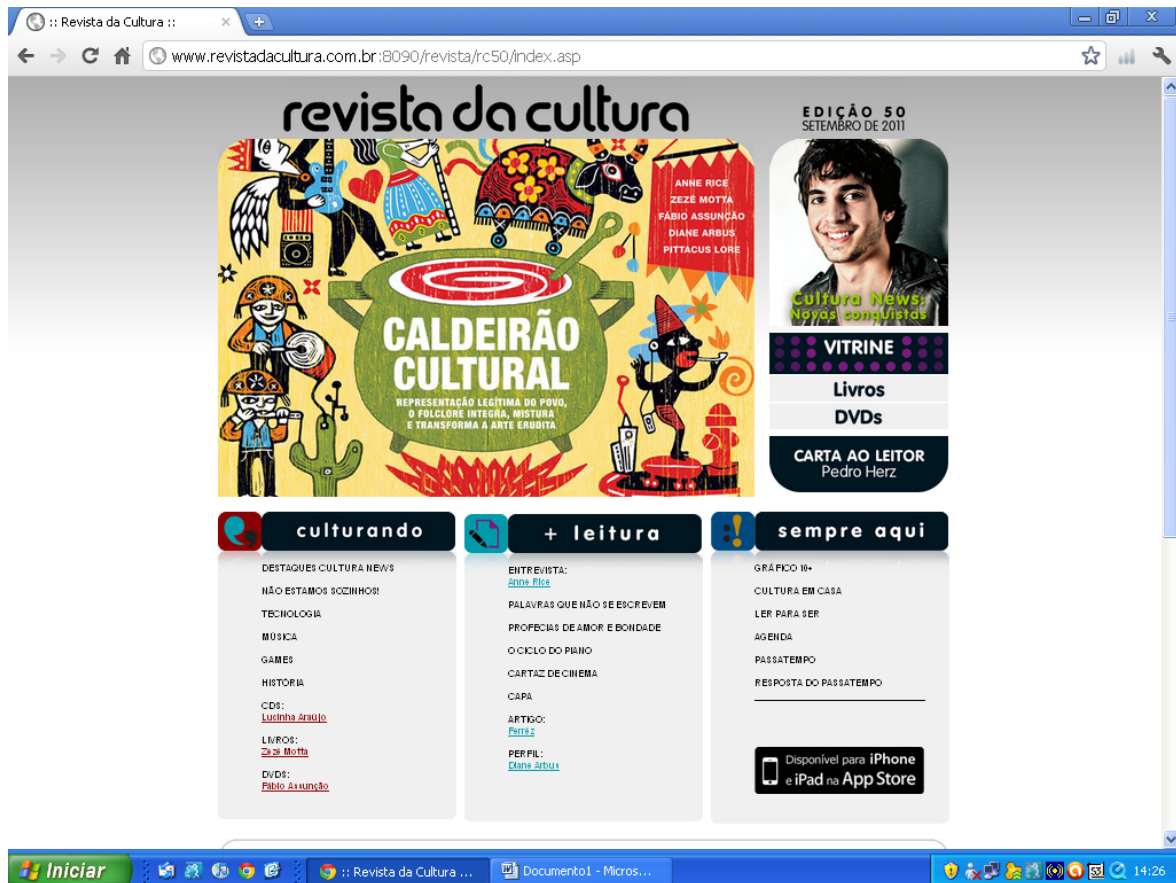 :: Revista da Cultura ::
www.revistadacultura.com.br:8090/revista/rc50/index.asp
revista da cultura
EDIÇÃO 50
SETEMBRO DE 2011
ANNE RICE
ZEZÉ MOTTA
FÁBIO ASSUNÇÃO
DIANE ARBUS
PITTACUS LORE
CALDEIRÃO
CULTURAL
REPRESENTAÇÃO LEGÍTIMA DO POVO,
O FOLCLORE INTEGRA, MISTURA
E TRANSFORMA A ARTE ERUDITA
Cultura News:
Novas conquistas
VITRINE
Livros
DVDs
CARTA AO LEITOR
Pedro Herz
culturando
DESTAQUES CULTURA NEWS
NÃO ESTAMOS SOZINHOS!
TECNOLOGIA
MÚSICA
GAMES
HISTÓRIA
CDS:
Lucinha Araújo
LIVROS:
Zezé Motta
DVDS:
Fábio Assunção
+ leitura
ENTREVISTA:
Anne Rice
PALAVRAS QUE NÃO SE ESCREVEM
PROFECIAS DE AMOR E BONDADE
O CICLO DO PIANO
CARTAZ DE CINEMA
CAPA
ARTIGO:
Ferréz
PERFIL:
Diane Arbus
sempre aqui
GRÁFICO 10+
CULTURA EM CASA
LER PARA SER
AGENDA
PASSATEMPO
RESPOSTA DO PASSATEMPO
Disponível para iPhone
e iPad na App Store
Iniciar
:: Revista da Cultura ...
Documento1 - Micros...
14:26